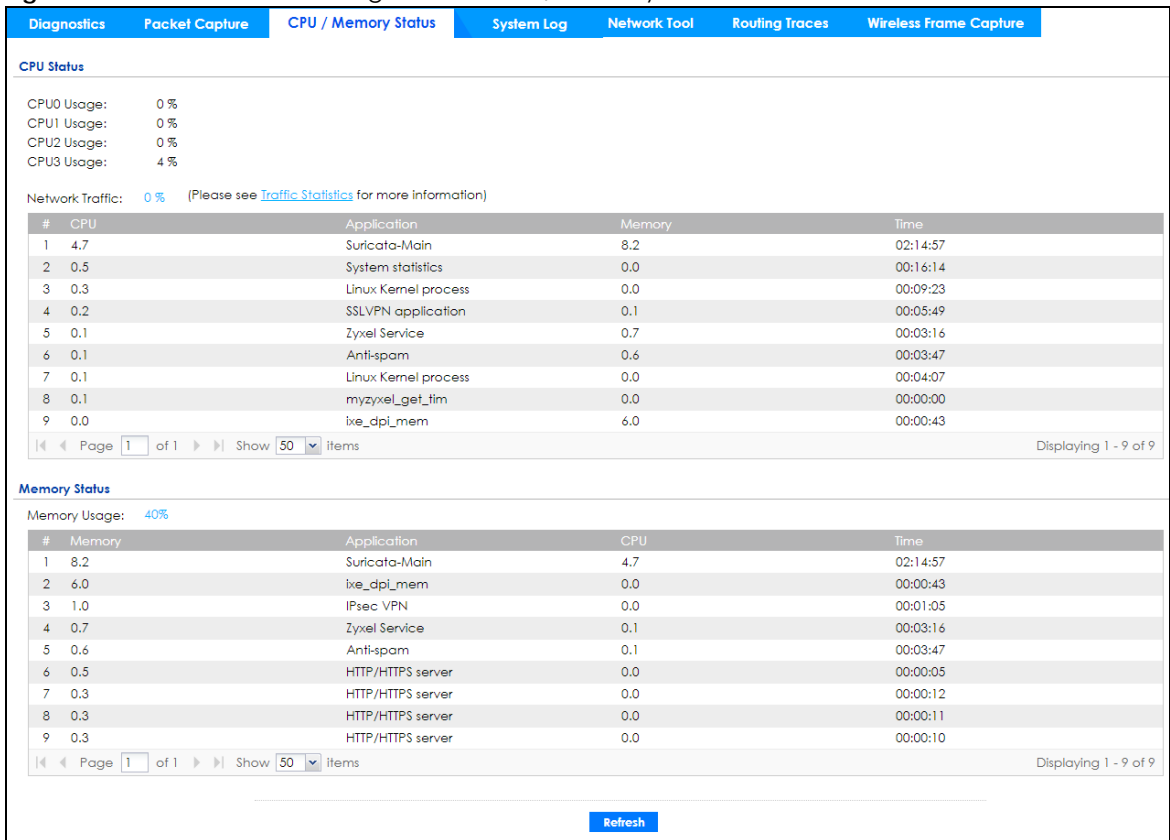 Diagnostics Packet Capture CPU / Memory Status System Log Network Tool Routing Traces Wireless Frame Capture
CPU Status
CPU0 Usage: 0 %
CPU1 Usage: 0 %
CPU2 Usage: 0 %
CPU3 Usage: 4 %
Network Traffic: 0 % (Please see Traffic Statistics for more information)
# CPU Application Memory Time
1 4.7 Suricata-Main 8.2 02:14:57
2 0.5 System statistics 0.0 00:16:14
3 0.3 Linux Kernel process 0.0 00:09:23
4 0.2 SSLVPN application 0.1 00:05:49
5 0.1 Zyxel Service 0.7 00:03:16
6 0.1 Anti-spam 0.6 00:03:47
7 0.1 Linux Kernel process 0.0 00:04:07
8 0.1 myzyxel_get_tim 0.0 00:00:00
9 0.0 ixe_dpi_mem 6.0 00:00:43
Page 1 of 1 Show 50 items Displaying 1 - 9 of 9
Memory Status
Memory Usage: 40%
# Memory Application CPU Time
1 8.2 Suricata-Main 4.7 02:14:57
2 6.0 ixe_dpi_mem 0.0 00:00:43
3 1.0 IPsec VPN 0.0 00:01:05
4 0.7 Zyxel Service 0.1 00:03:16
5 0.6 Anti-spam 0.1 00:03:47
6 0.5 HTTP/HTTPS server 0.0 00:00:05
7 0.3 HTTP/HTTPS server 0.0 00:00:12
8 0.3 HTTP/HTTPS server 0.0 00:00:11
9 0.3 HTTP/HTTPS server 0.0 00:00:10
Page 1 of 1 Show 50 items Displaying 1 - 9 of 9
Refresh